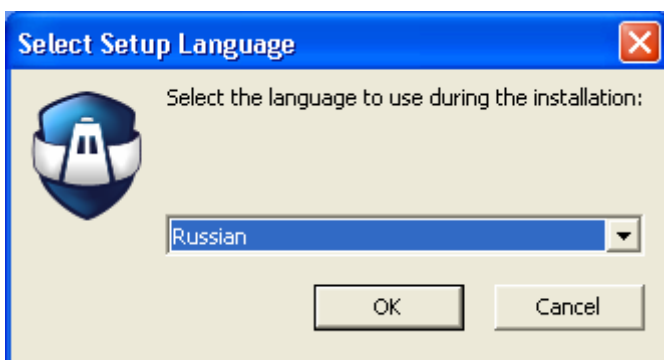 Select Setup Language
Select the language to use during the installation:
Russian
OK
Cancel